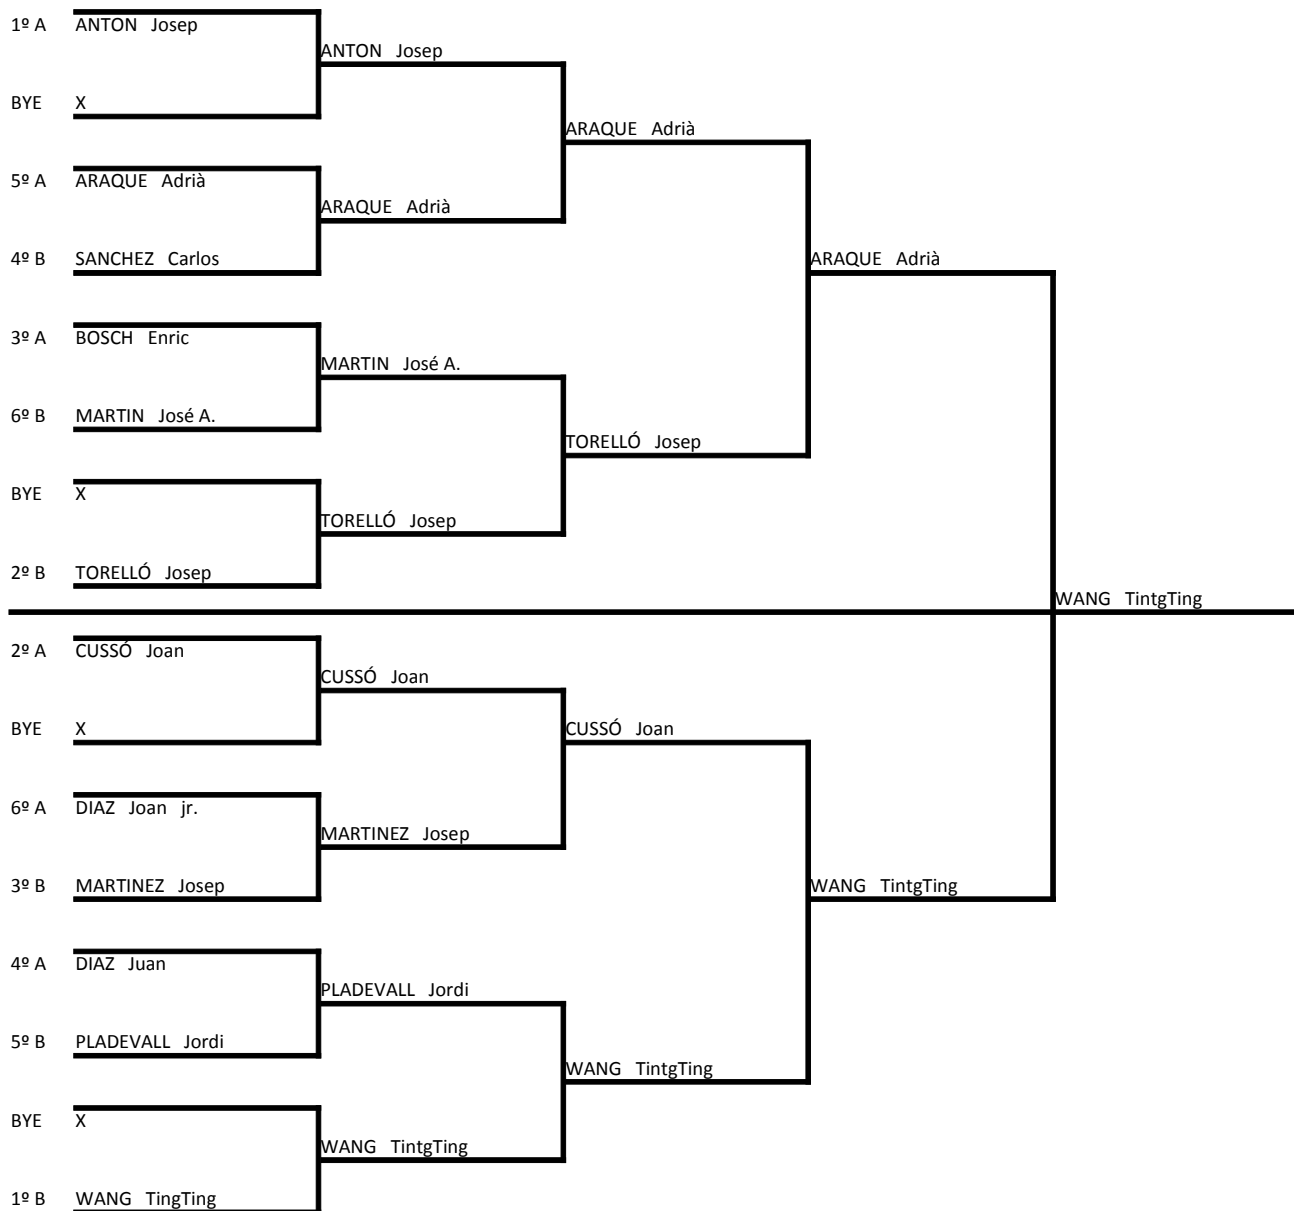 1º A ANTON Josep
ANTON Josep
BYE X
ARAQUE Adrià
5º A ARAQUE Adrià
ARAQUE Adrià
4º B SANCHEZ Carlos
ARAQUE Adrià
3º A BOSCH Enric
MARTIN José A.
6º B MARTIN José A.
TORELLÓ Josep
BYE X
TORELLÓ Josep
2º B TORELLÓ Josep
WANG TintgTing
2º A CUSSÓ Joan
CUSSÓ Joan
BYE X
CUSSÓ Joan
6º A DIAZ Joan jr.
MARTINEZ Josep
3º B MARTINEZ Josep
WANG TintgTing
4º A DIAZ Juan
PLADEVALL Jordi
5º B PLADEVALL Jordi
WANG TintgTing
BYE X
WANG TintgTing
1º B WANG TingTing